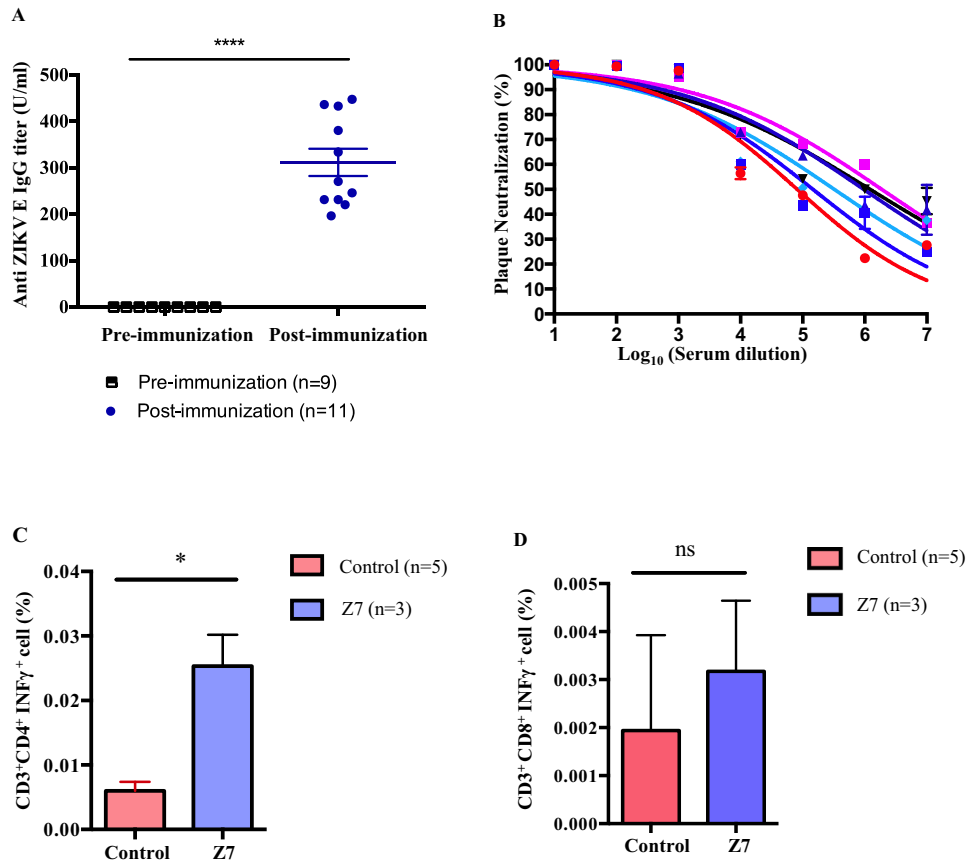 A
****
Anti ZIKV E IgG titer (U/ml)
500
400
300
200
100
0
Pre-immunization
Post-immunization
Pre-immunization (n=9)
Post-immunization (n=11)
B
Plaque Neutralization (%)
100
90
80
70
60
50
40
30
20
10
0
1
2
3
4
5
6
7
Log₁₀ (Serum dilution)
C
*
CD3⁺CD4⁺ INFγ⁺ cell (%)
0.04
0.03
0.02
0.01
0.00
Control
Z7
Control (n=5)
Z7 (n=3)
D
ns
CD3⁺ CD8⁺ INFγ⁺ cell (%)
0.005
0.004
0.003
0.002
0.001
0.000
Control
Z7
Control (n=5)
Z7 (n=3)